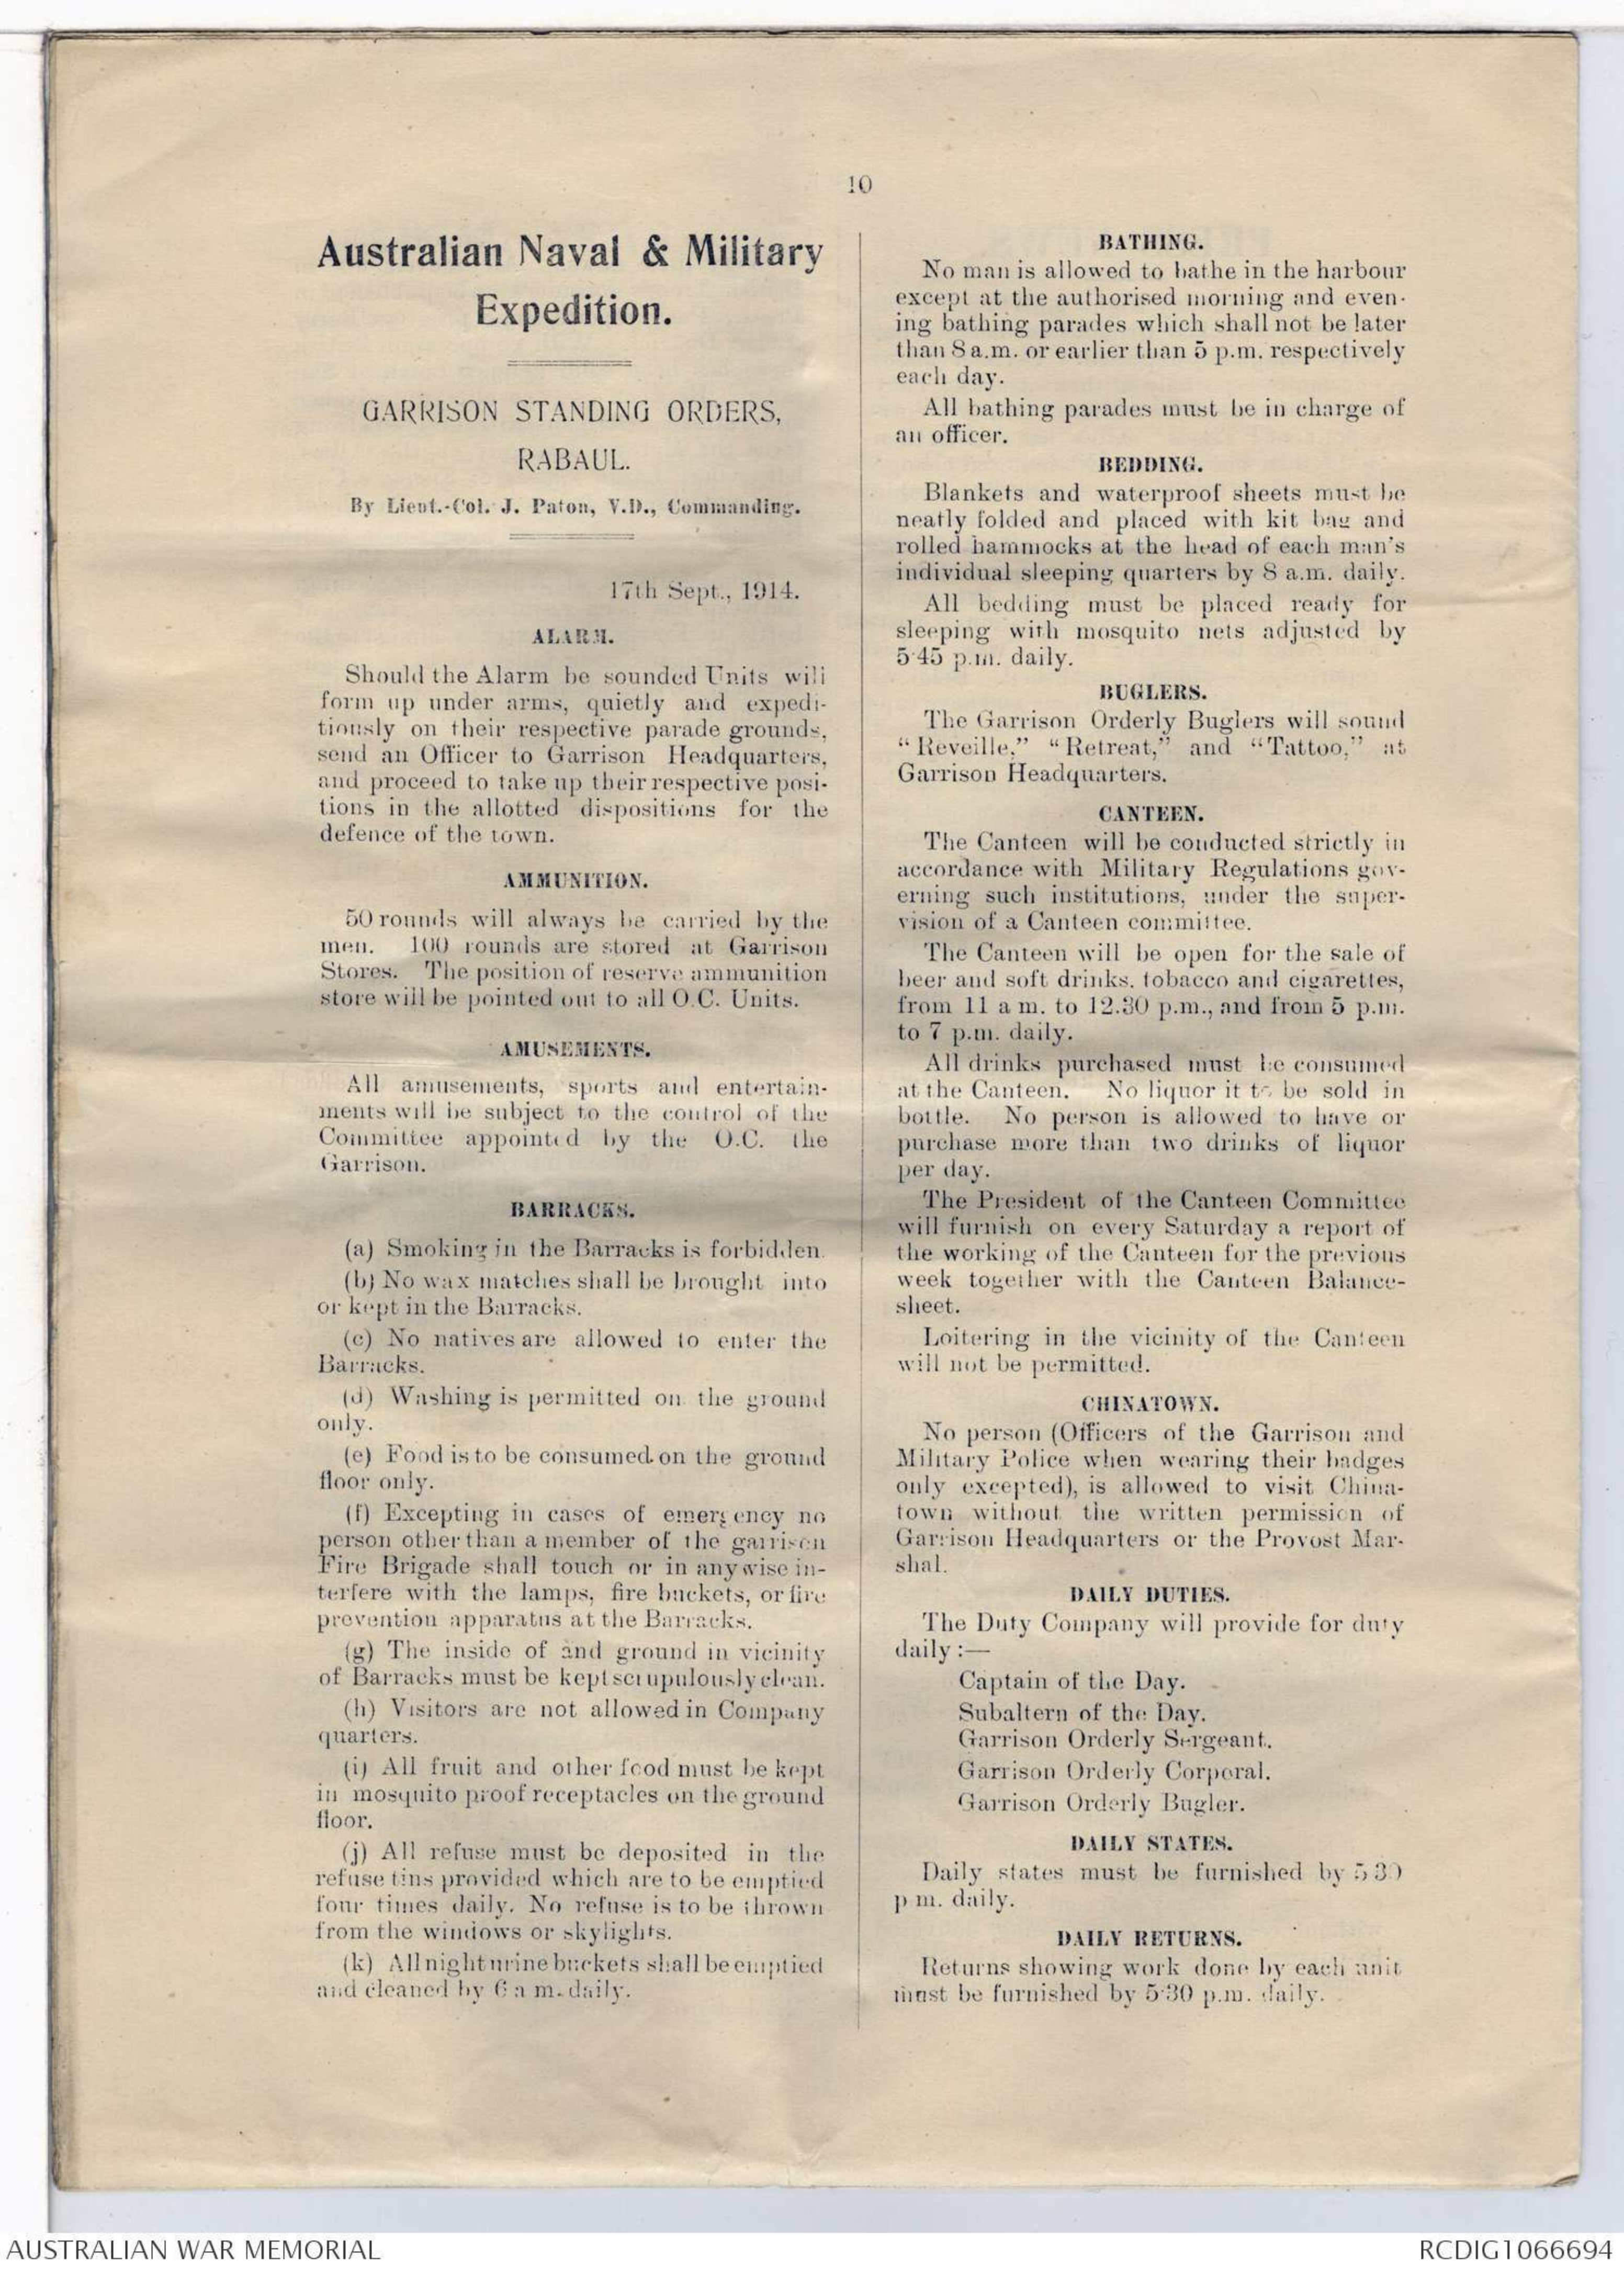 10
Australian Naval & Military
Expedition.
GARRISON STANDING ORDERS,
RABAUL.
By Lieut.-Col. J. Paton, V.D., Commanding.
17th Sept., 1914.
ALARM.
Should the Alarm be sounded Units will
form up under arms, quietly and expedi-
tiously on their respective parade grounds,
send an Officer to Garrison Headquarters,
and proceed to take up their respective posi-
tions in the allotted dispositions for the
defence of the town.
AMMUNITION.
50 rounds will always be carried by the
men. 100 rounds are stored at Garrison
Stores. The position of reserve ammunition
store will be pointed out to all O.C. Units.
AMUSEMENTS.
All amusements, sports and entertain-
ments will be subject to the control of the
Committee appointed by the O.C. the
Garrison.
BARRACKS.
(a) Smoking in the Barracks is forbidden.
(b) No wax matches shall be brought into
or kept in the Barracks.
(c) No natives are allowed to enter the
Barracks.
(d) Washing is permitted on the ground
only.
(e) Food is to be consumed on the ground
floor only.
(f) Excepting in cases of emergency no
person other than a member of the garrison
Fire Brigade shall touch or in anywise in-
terfere with the lamps, fire buckets, or fire
prevention apparatus at the Barracks.
(g) The inside of and ground in vicinity
of Barracks must be kept scrupulously clean.
(h) Visitors are not allowed in Company
quarters.
(i) All fruit and other food must be kept
in mosquito proof receptacles on the ground
floor.
(j) All refuse must be deposited in the
refuse tins provided which are to be emptied
four times daily. No refuse is to be thrown
from the windows or skylights.
(k) All night urine buckets shall be emptied
and cleaned by 6 a m. daily.
BATHING.
No man is allowed to bathe in the harbour
except at the authorised morning and even-
ing bathing parades which shall not be later
than 8 a.m. or earlier than 5 p.m. respectively
each day.
All bathing parades must be in charge of
an officer.
BEDDING.
Blankets and waterproof sheets must be
neatly folded and placed with kit bag and
rolled hammocks at the head of each man's
individual sleeping quarters by 8 a.m. daily.
All bedding must be placed ready for
sleeping with mosquito nets adjusted by
5·45 p.m. daily.
BUGLERS.
The Garrison Orderly Buglers will sound
"Reveille," "Retreat," and "Tattoo," at
Garrison Headquarters.
CANTEEN.
The Canteen will be conducted strictly in
accordance with Military Regulations gov-
erning such institutions, under the super-
vision of a Canteen committee.
The Canteen will be open for the sale of
beer and soft drinks, tobacco and cigarettes,
from 11 a m. to 12.30 p.m., and from 5 p.m.
to 7 p.m. daily.
All drinks purchased must be consumed
at the Canteen. No liquor it to be sold in
bottle. No person is allowed to have or
purchase more than two drinks of liquor
per day.
The President of the Canteen Committee
will furnish on every Saturday a report of
the working of the Canteen for the previous
week together with the Canteen Balance-
sheet.
Loitering in the vicinity of the Canteen
will not be permitted.
CHINATOWN.
No person (Officers of the Garrison and
Military Police when wearing their badges
only excepted), is allowed to visit China-
town without the written permission of
Garrison Headquarters or the Provost Mar-
shal.
DAILY DUTIES.
The Duty Company will provide for duty
daily :—
Captain of the Day.
Subaltern of the Day.
Garrison Orderly Sergeant.
Garrison Orderly Corporal.
Garrison Orderly Bugler.
DAILY STATES.
Daily states must be furnished by 5 30
p m. daily.
DAILY RETURNS.
Returns showing work done by each unit
must be furnished by 5·30 p.m. daily.
AUSTRALIAN WAR MEMORIAL
RCDIG1066694